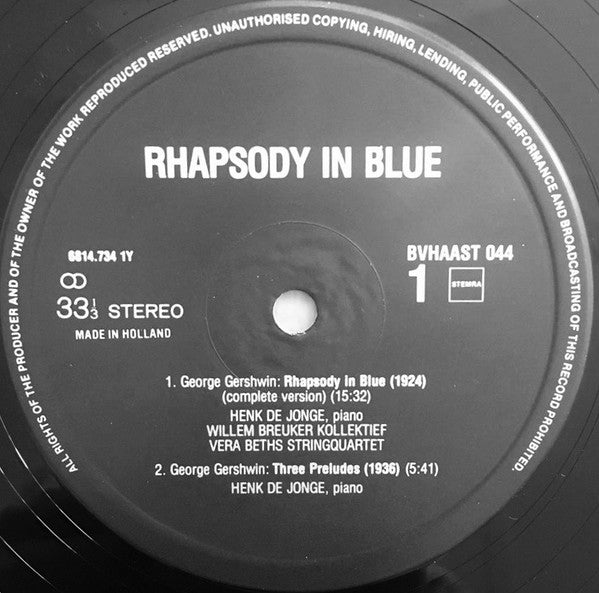 ALL RIGHTS OF THE PRODUCER AND OF THE OWNER OF THE WORK REPRODUCED RESERVED. UNAUTHORISED COPYING, HIRING, LENDING, PUBLIC PERFORMANCE AND BROADCASTING OF THIS RECORD PROHIBITED.
RHAPSODY IN BLUE
6814.734 1Y
BVHAAST 044
1
STEMRA
33⅓ STEREO
MADE IN HOLLAND
1. George Gershwin: Rhapsody in Blue (1924)
(complete version) (15:32)
HENK DE JONGE, piano
WILLEM BREUKER KOLLEKTIEF
VERA BETHS STRINGQUARTET
2. George Gershwin: Three Preludes (1936) (5:41)
HENK DE JONGE, piano